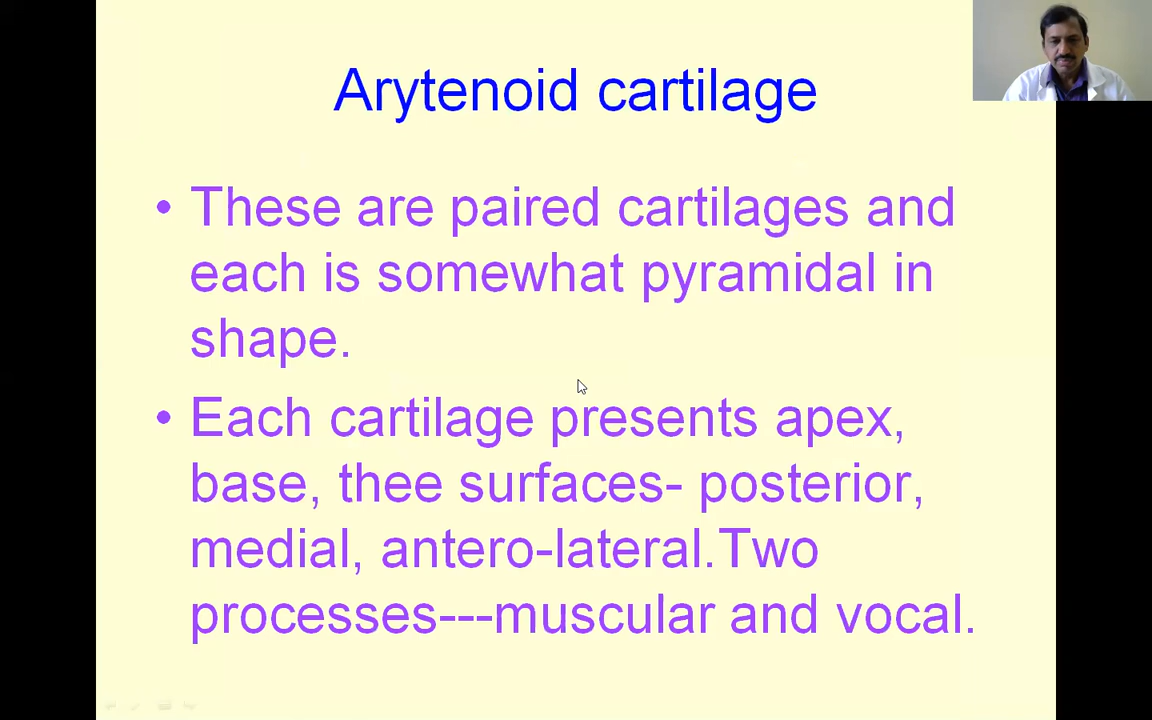 Arytenoid cartilage
• These are paired cartilages and
each is somewhat pyramidal in
shape.
• Each cartilage presents apex,
base, thee surfaces- posterior,
medial, antero-lateral.Two
processes---muscular and vocal.